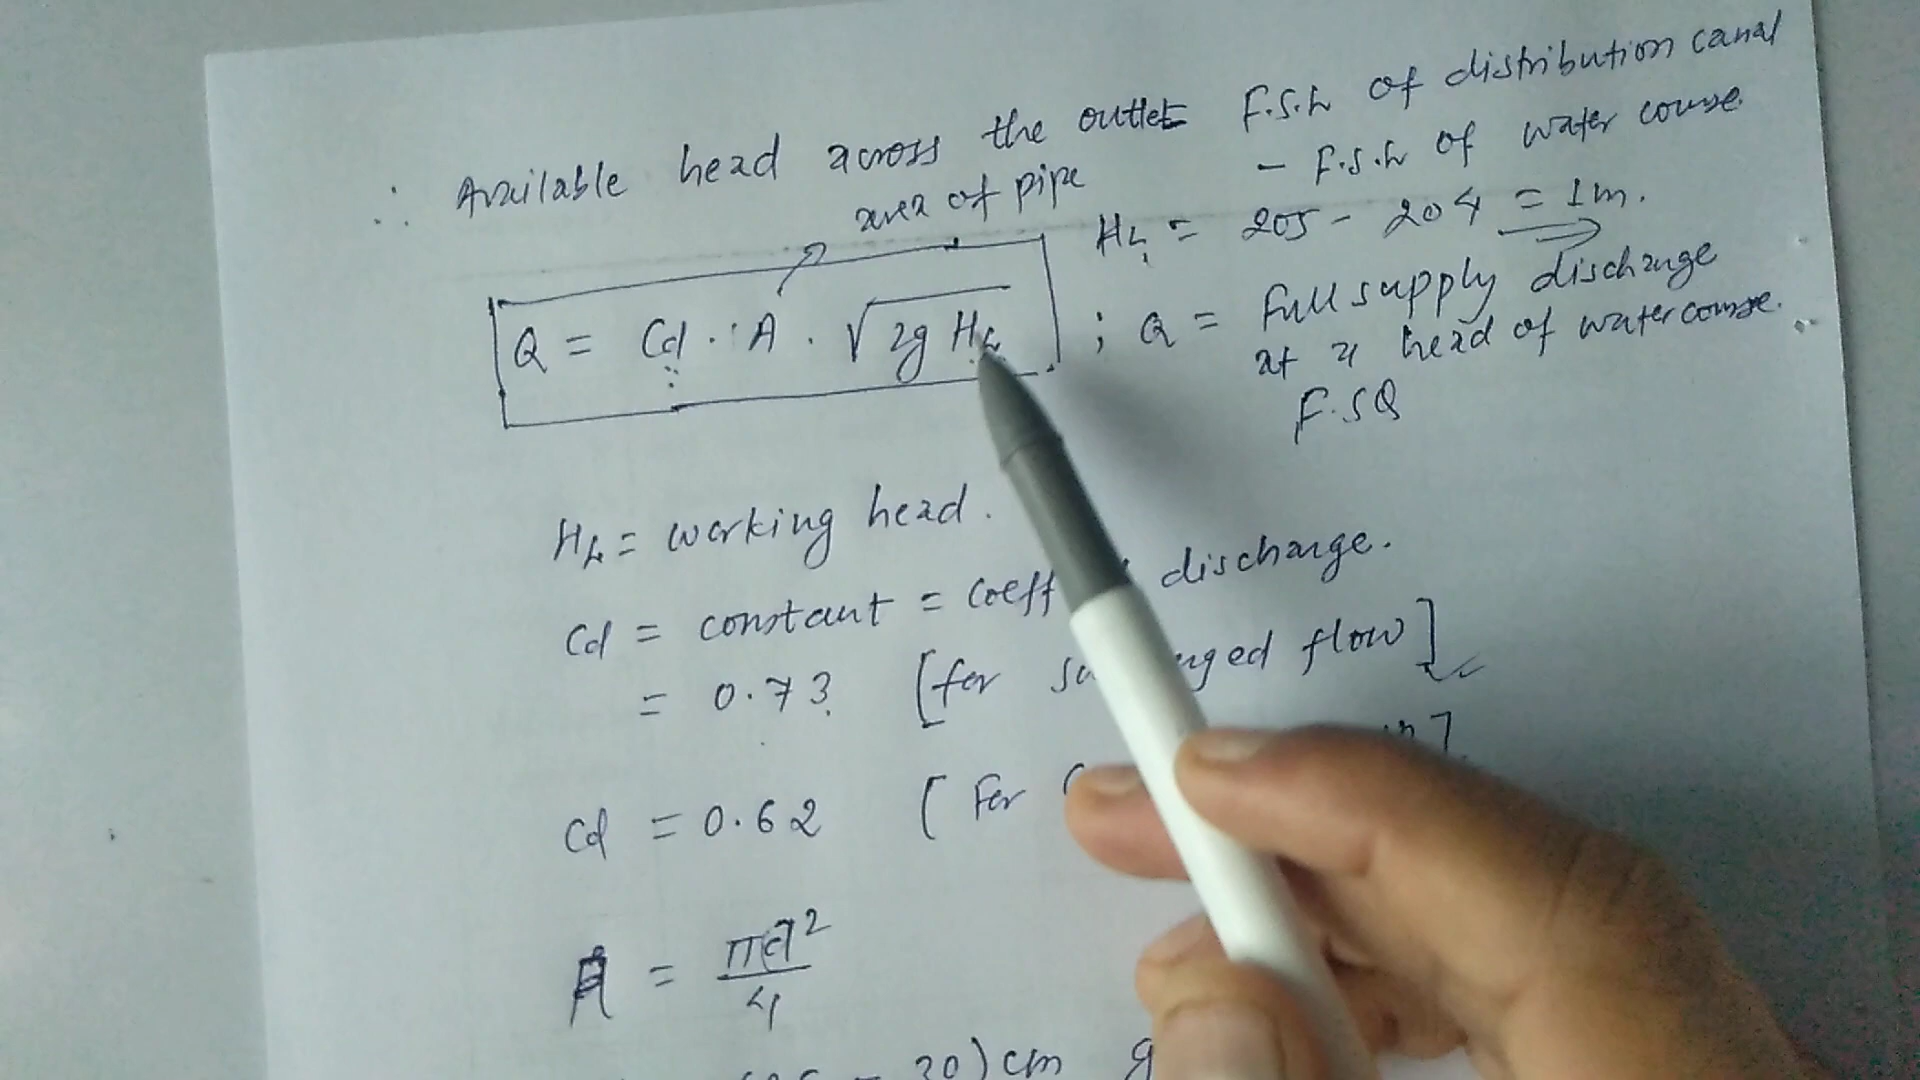 ∴ Available head across the outlet F.S.L of distribution canal
- F.S.L of water course
area of pipe
H_L = 205 - 204 = 1m.
Q = Cd . A . √2g H_L ; Q = Full supply discharge
at head of water course.
F.SQ
H_L = working head.
Cd = constant = coeff discharge.
= 0.73 [for flow]
Cd = 0.62 [For
A = πd²/4
30) cm